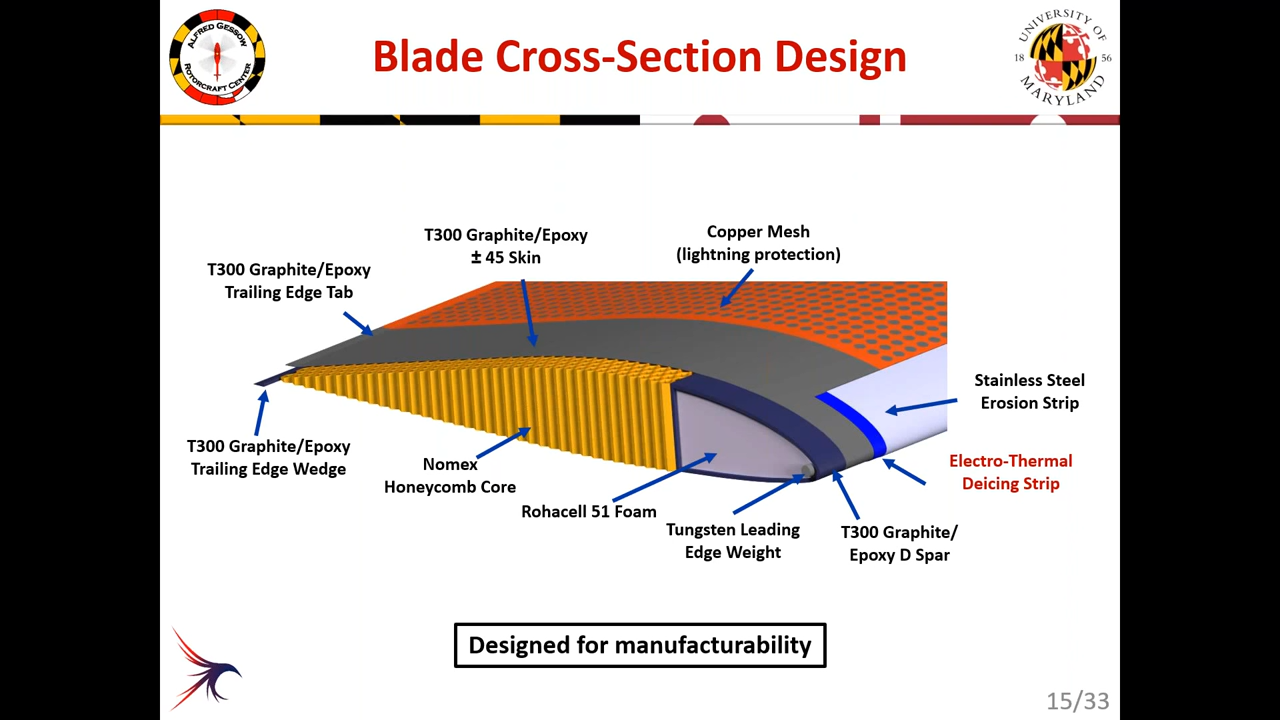 ALFRED GESSOW
ROTORCRAFT CENTER
Blade Cross-Section Design
UNIVERSITY OF
18 56
MARYLAND
T300 Graphite/Epoxy
± 45 Skin
Copper Mesh
(lightning protection)
T300 Graphite/Epoxy
Trailing Edge Tab
Stainless Steel
Erosion Strip
T300 Graphite/Epoxy
Trailing Edge Wedge
Nomex
Honeycomb Core
Electro-Thermal
Deicing Strip
Rohacell 51 Foam
Tungsten Leading
Edge Weight
T300 Graphite/
Epoxy D Spar
Designed for manufacturability
15/33